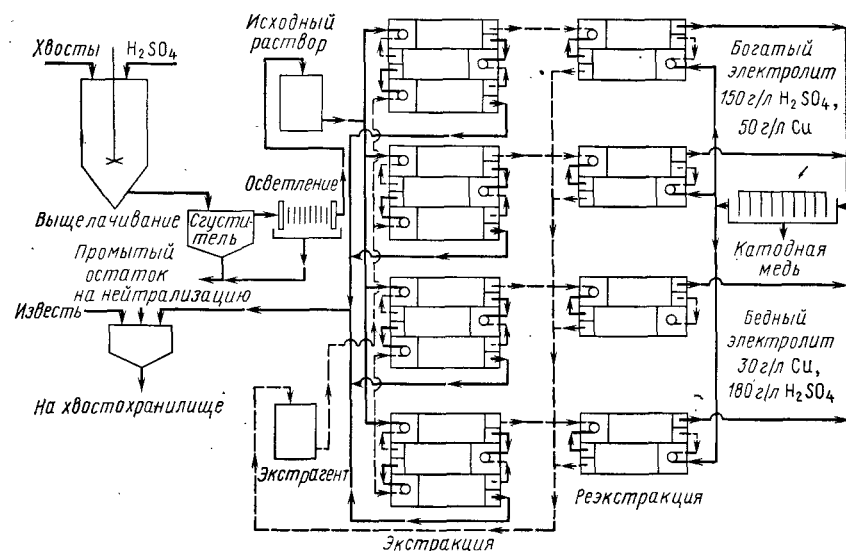 Хвосты
H₂SO₄
Выщелачивание
Сгусти-
тель
Осветление
Исходный
раствор
Промытый
остаток
на нейтрализацию
Известь
На хвостохранилище
Экстрагент
Экстракция
Реэкстракция
Богатый
электролит
150 г/л H₂SO₄,
50 г/л Cu
Катодная
медь
Бедный
электролит
30 г/л Cu,
180 г/л H₂SO₄